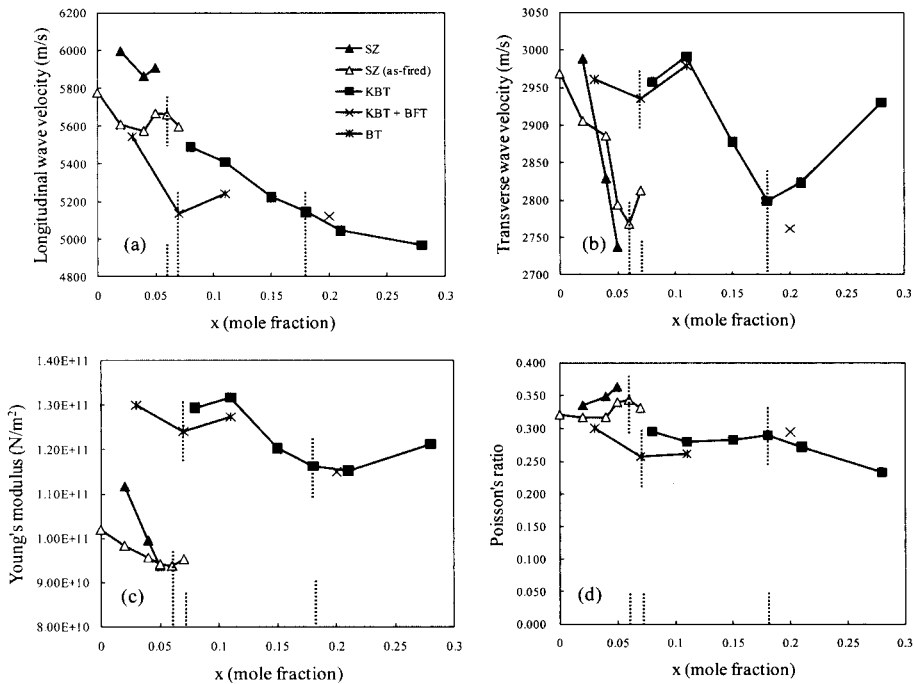 6200
6000
5800
5600
5400
5200
5000
4800
Longitudinal wave velocity (m/s)
SZ
SZ (as-fired)
KBT
KBT + BFT
BT
(a)
0
0.05
0.1
0.15
0.2
0.25
0.3
x (mole fraction)
3050
3000
2950
2900
2850
2800
2750
2700
Transverse wave velocity (m/s)
(b)
0
0.05
0.1
0.15
0.2
0.25
0.3
x (mole fraction)
1.40E+11
1.30E+11
1.20E+11
1.10E+11
1.00E+11
9.00E+10
8.00E+10
Young's modulus (N/m²)
(c)
0
0.05
0.1
0.15
0.2
0.25
0.3
x (mole fraction)
0.400
0.350
0.300
0.250
0.200
0.150
0.100
0.050
0.000
Poisson's ratio
(d)
0
0.05
0.1
0.15
0.2
0.25
0.3
x (mole fraction)